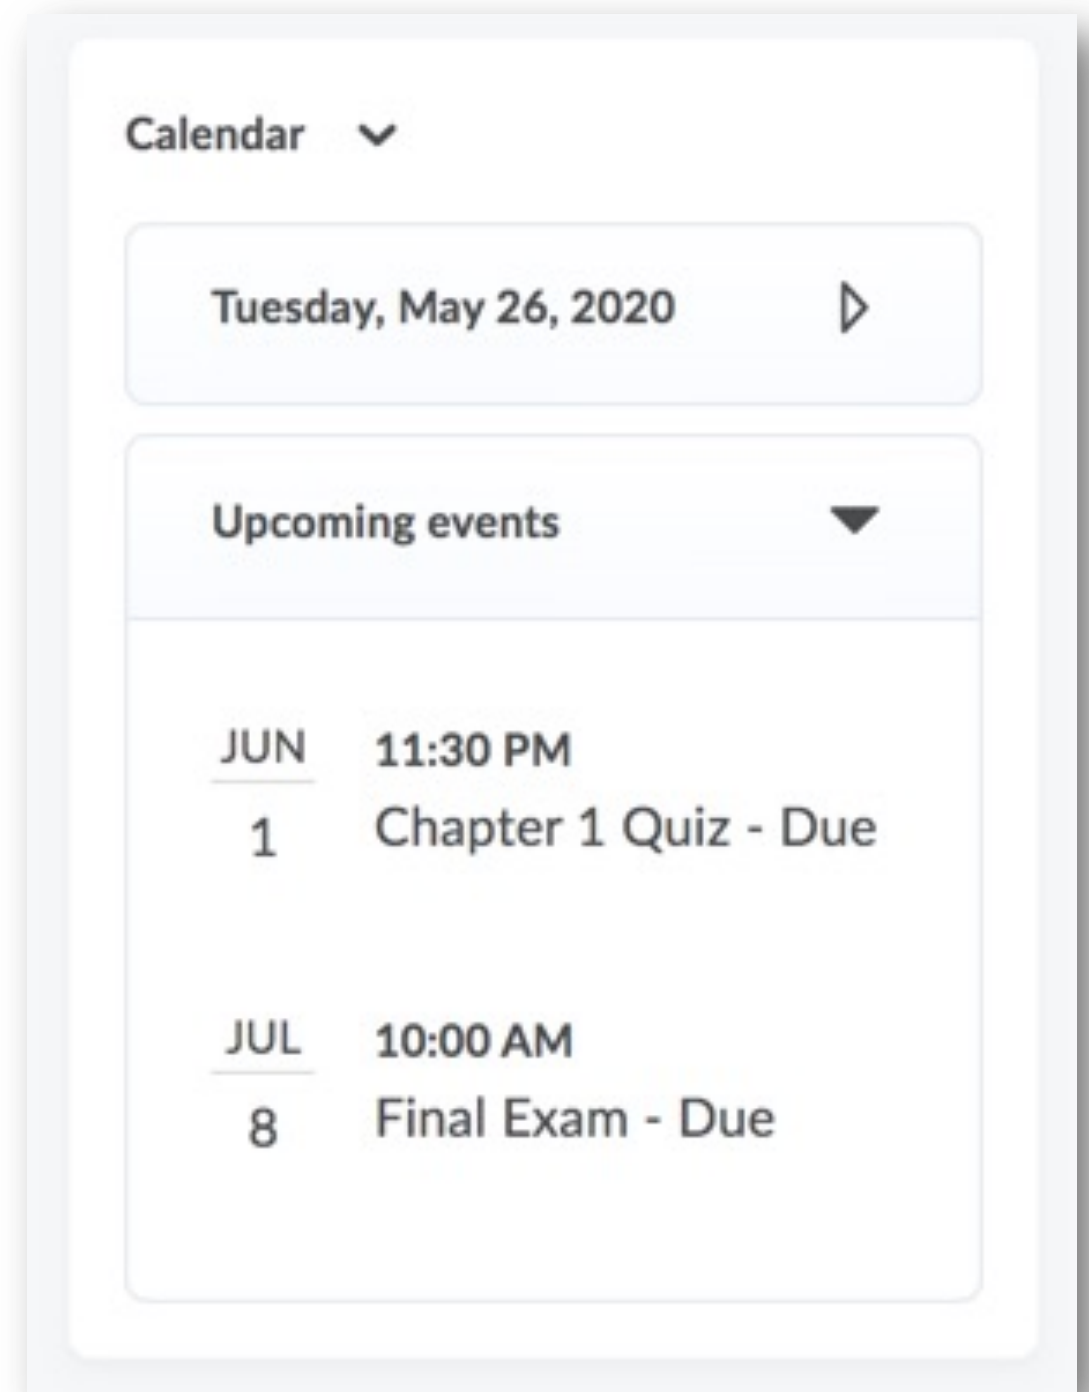 Calendar
Tuesday, May 26, 2020
Upcoming events
JUN
1
11:30 PM
Chapter 1 Quiz - Due
JUL
8
10:00 AM
Final Exam - Due